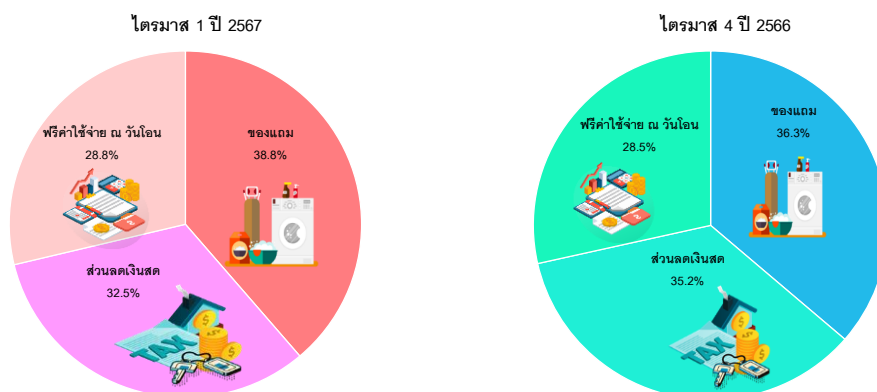 ไตรมาส 1 ปี 2567
ฟรีค่าใช้จ่าย ณ วันโอน
28.8%
ของแถม
38.8%
ส่วนลดเงินสด
32.5%
TAX
ไตรมาส 4 ปี 2566
ฟรีค่าใช้จ่าย ณ วันโอน
28.5%
ของแถม
36.3%
ส่วนลดเงินสด
35.2%
TAX